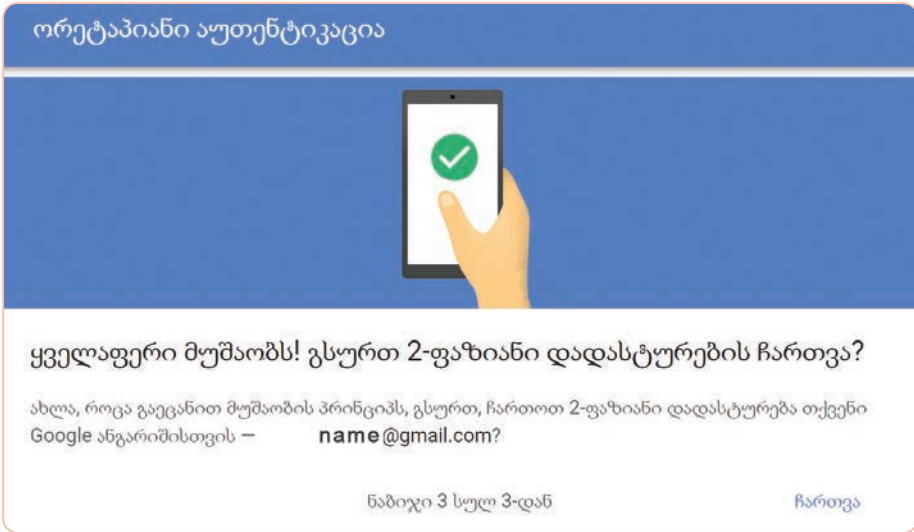 ორეტაპიანი აუთენტიკაცია
ყველაფერი მუშაობს! გსურთ 2-ფაზიანი დადასტურების ჩართვა?
ახლა, როცა გაეცანით მუშაობის პრინციპს, გსურთ, ჩართოთ 2-ფაზიანი დადასტურება თქვენი
Google ანგარიშისთვის — name@gmail.com?
ნაბიჯი 3 სულ 3-დან
ჩართვა